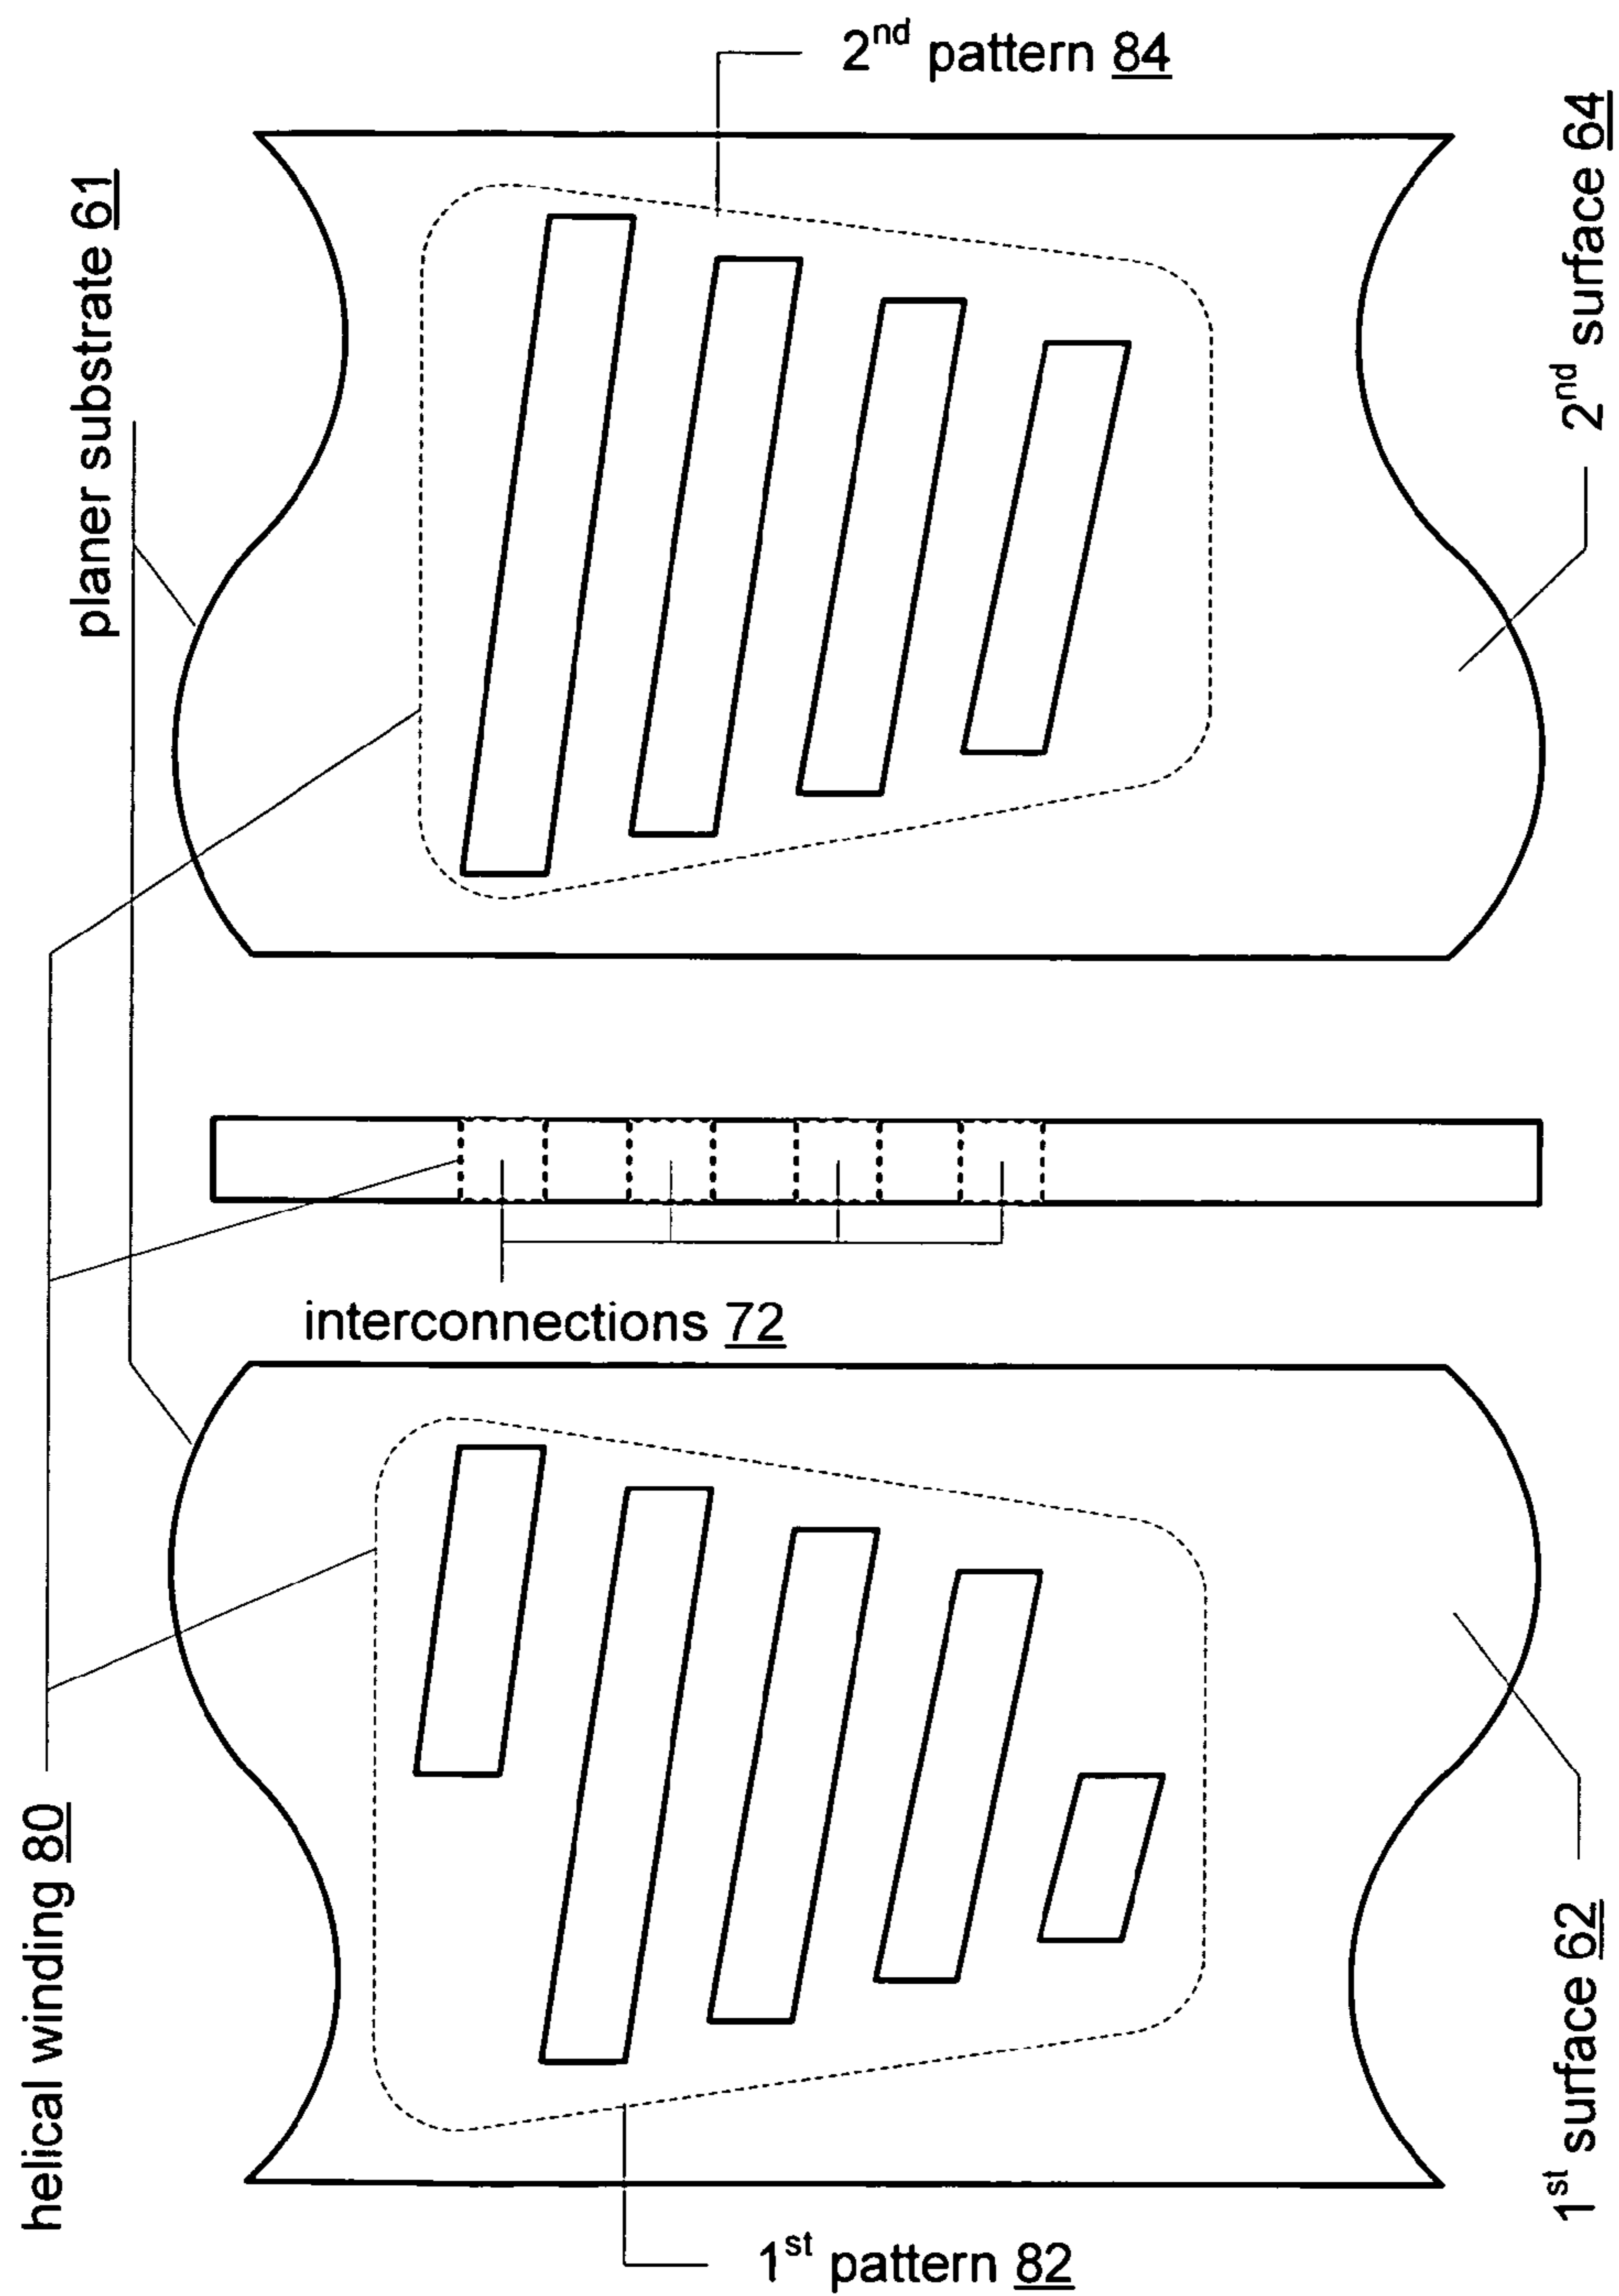 2nd pattern 84
planer substrate 61
2nd surface 64
interconnections 72
helical winding 80
1st surface 62
1st pattern 82